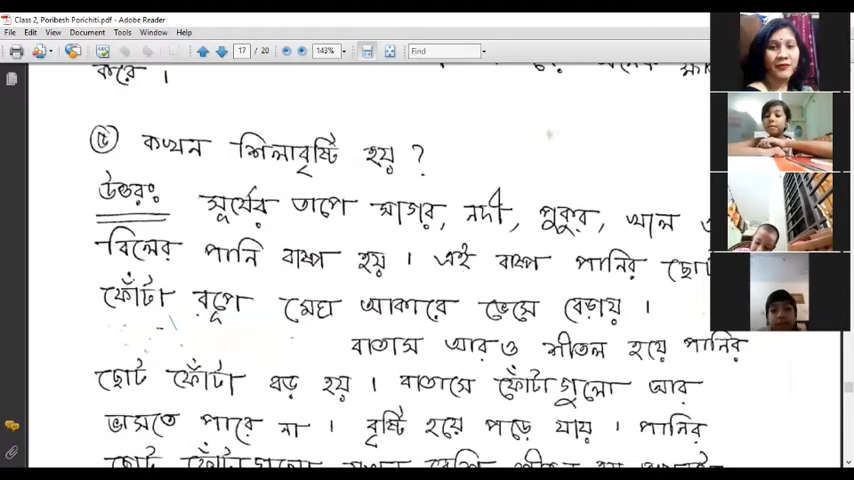 Class 2, Poribesh Porichiti.pdf - Adobe Reader
File Edit View Document Tools Window Help
17 / 20 143% Find
করে ।
৫ কখন শিলাবৃষ্টি হয় ?
উত্তরঃ সূর্যের তাপে সাগর, নদী, পুকুর, খাল
বিলের পানি বাষ্প হয় । এই বাষ্প পানির ছোট
ফোঁটা রূপে মেঘ আকারে ভেসে বেড়ায় ।
বাতাস আরও শীতল হয়ে পানির
ছোট ফোঁটা বড় হয় । বাতাসে ফোঁটাগুলো আর
ভাসতে পারে না । বৃষ্টি হয়ে পড়ে যায় । পানির
ছোট ফোঁটাগুলো